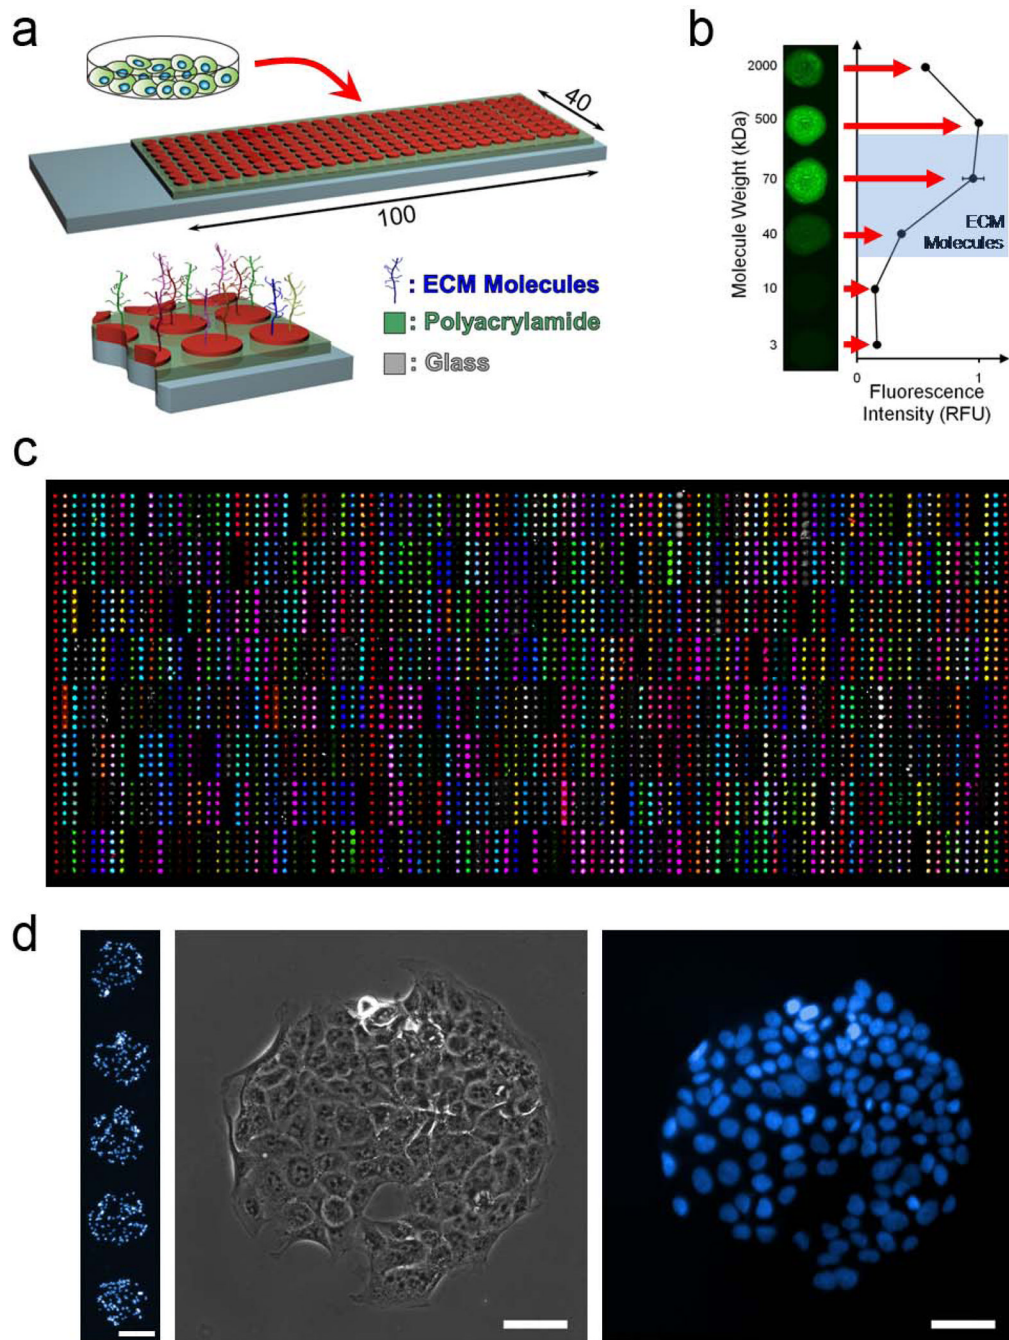 a
40
100
: ECM Molecules
: Polyacrylamide
: Glass
b
Molecule Weight (kDa)
2000
500
70
40
10
3
ECM
Molecules
0
1
Fluorescence
Intensity (RFU)
c
d